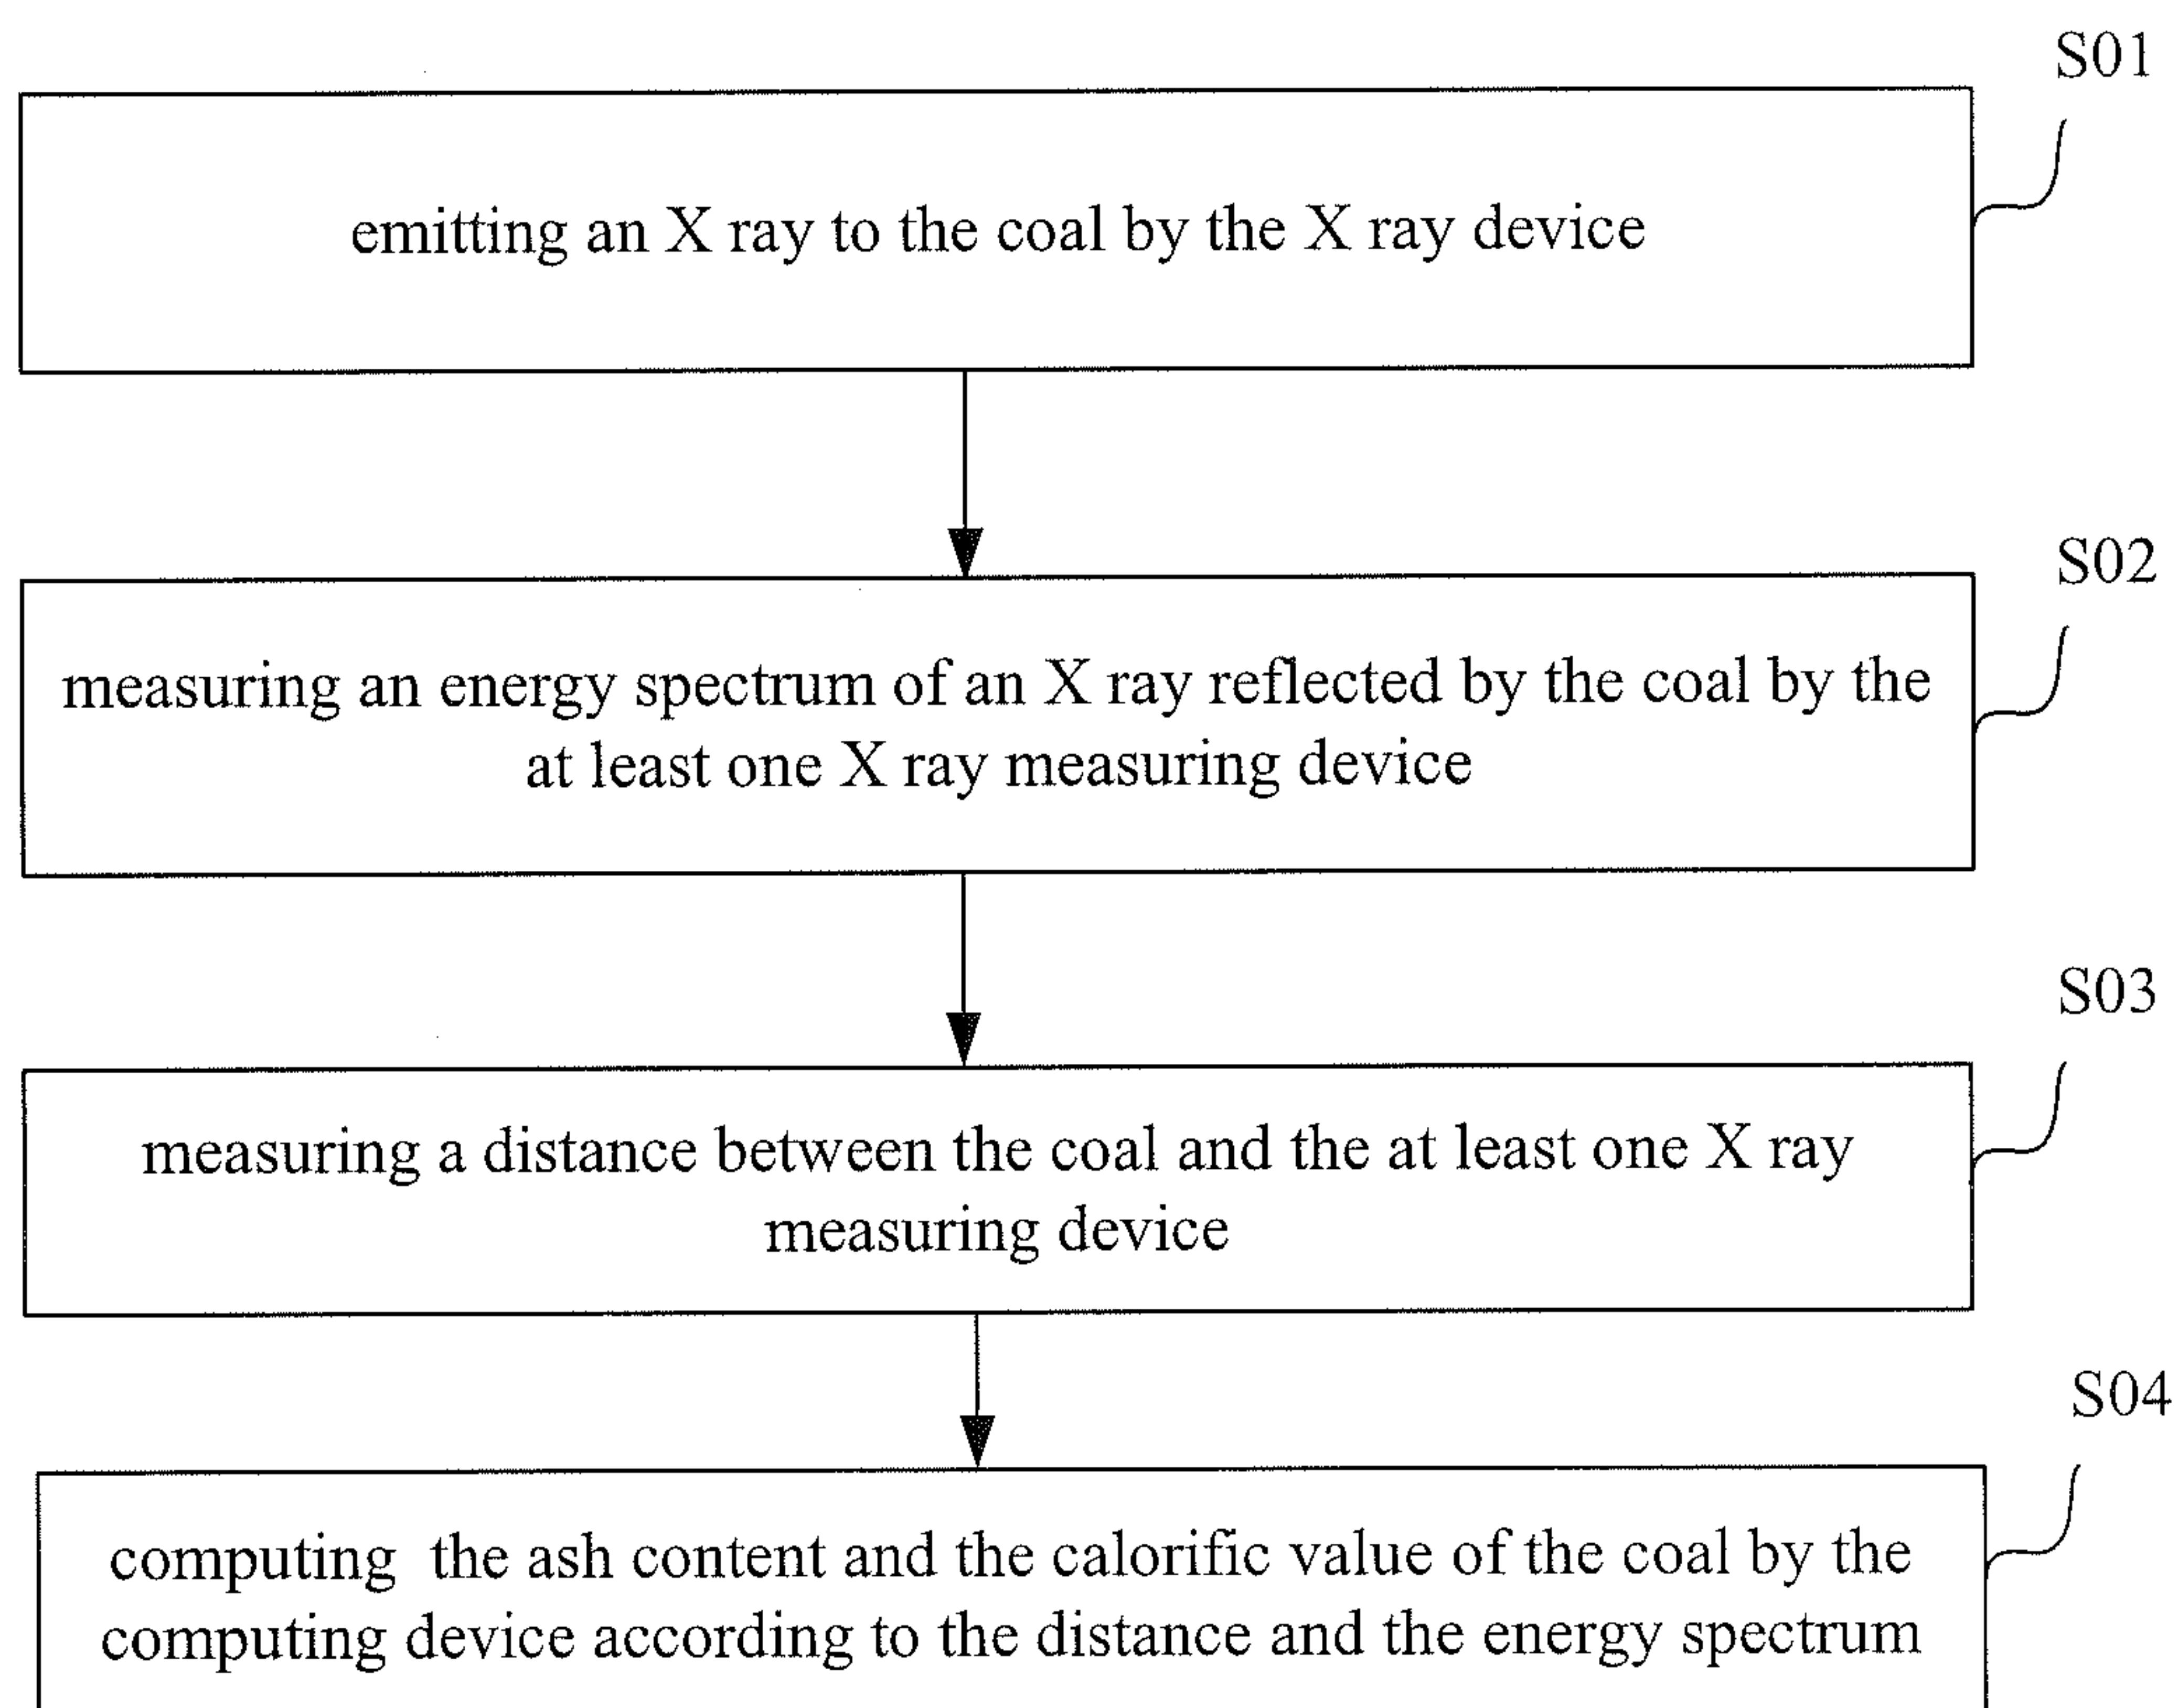 S01
emitting an X ray to the coal by the X ray device
S02
measuring an energy spectrum of an X ray reflected by the coal by the
at least one X ray measuring device
S03
measuring a distance between the coal and the at least one X ray
measuring device
S04
computing the ash content and the calorific value of the coal by the
computing device according to the distance and the energy spectrum